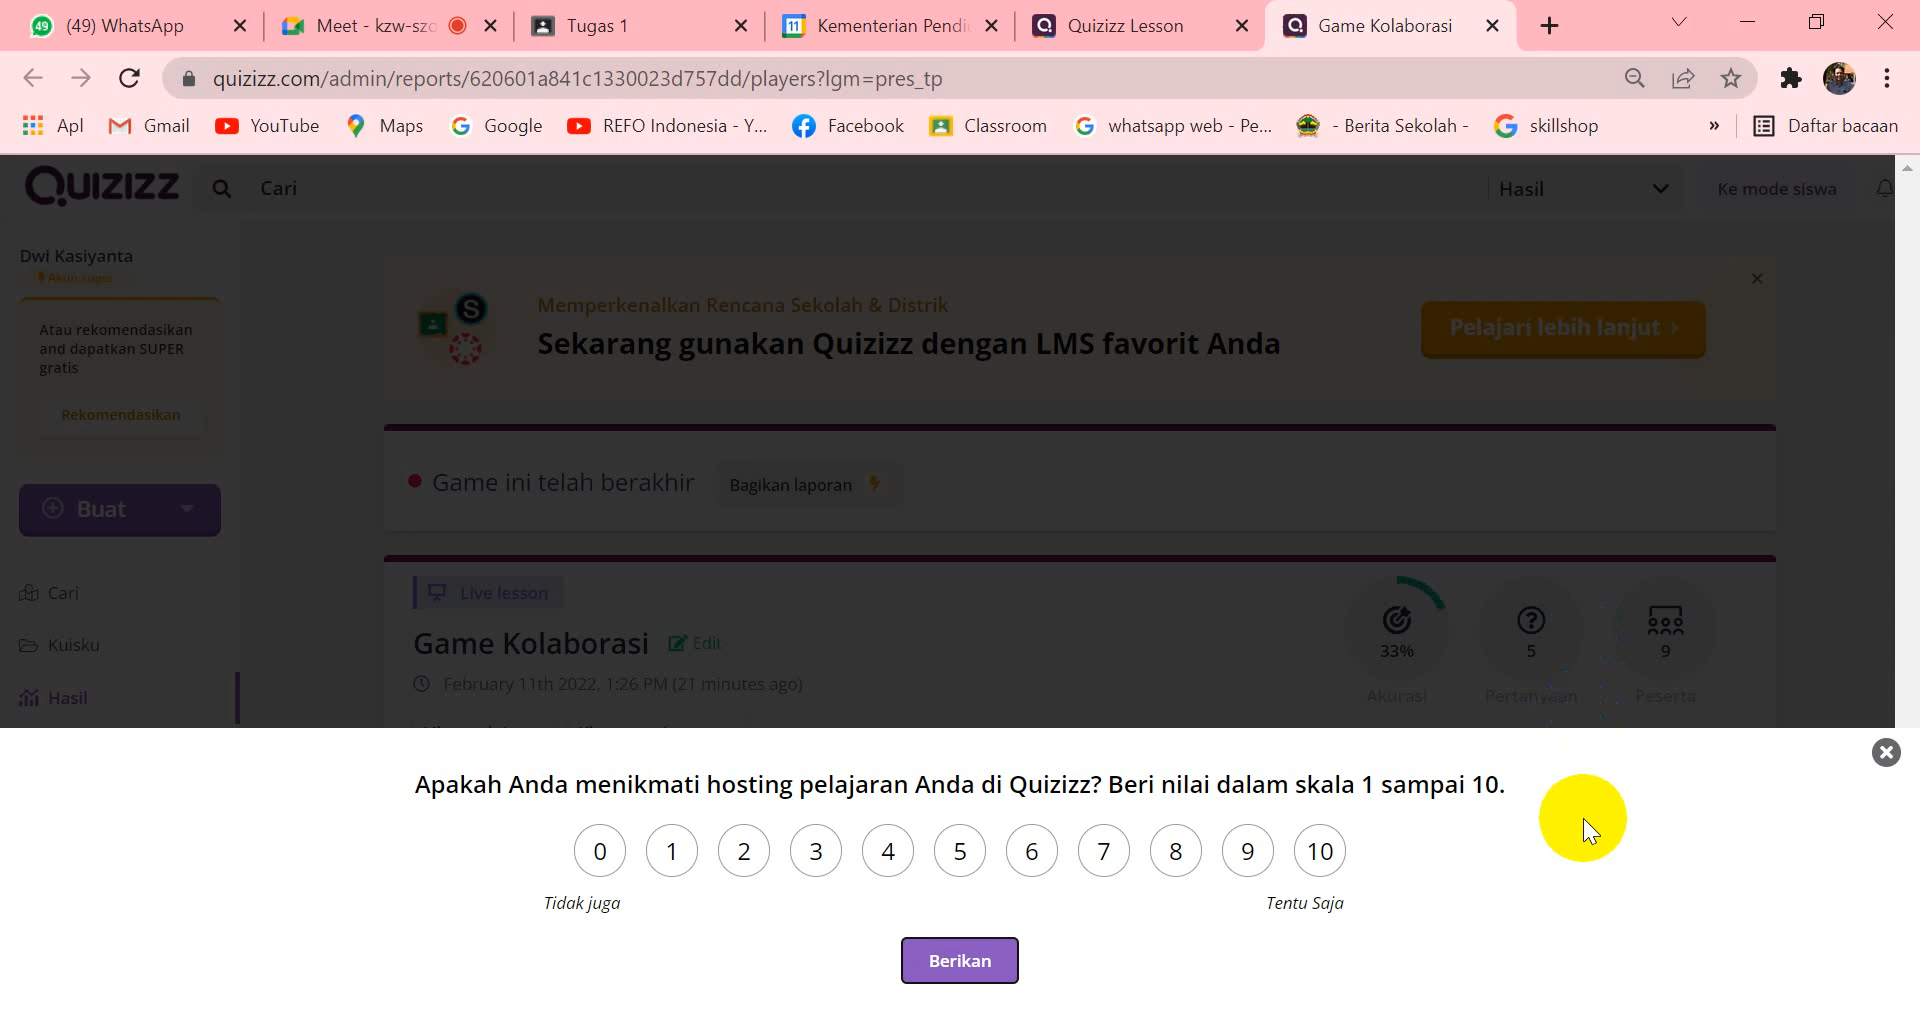 49 (49) WhatsApp
Meet - kzw-szo
Tugas 1
11 Kementerian Pendi
Quizizz Lesson
Game Kolaborasi
quizizz.com/admin/reports/620601a841c1330023d757dd/players?lgm=pres_tp
Apl
Gmail
YouTube
Maps
Google
REFO Indonesia - Y...
Facebook
Classroom
whatsapp web - Pe...
- Berita Sekolah -
skillshop
»
Daftar bacaan
QUIZIZZ
Cari
Hasil
Ke mode siswa
Dwi Kasiyanta
Akun super
Atau rekomendasikan
and dapatkan SUPER
gratis
Rekomendasikan
Memperkenalkan Rencana Sekolah & Distrik
Sekarang gunakan Quizizz dengan LMS favorit Anda
Pelajari lebih lanjut ›
S
Game ini telah berakhir
Bagikan laporan
Buat
Cari
Kuisku
Hasil
Live lesson
Game Kolaborasi
Edit
February 11th 2022, 1:26 PM (21 minutes ago)
33%
Akurasi
5
Pertanyaan
9
Peserta
Apakah Anda menikmati hosting pelajaran Anda di Quizizz? Beri nilai dalam skala 1 sampai 10.
0 1 2 3 4 5 6 7 8 9 10
Tidak juga
Tentu Saja
Berikan